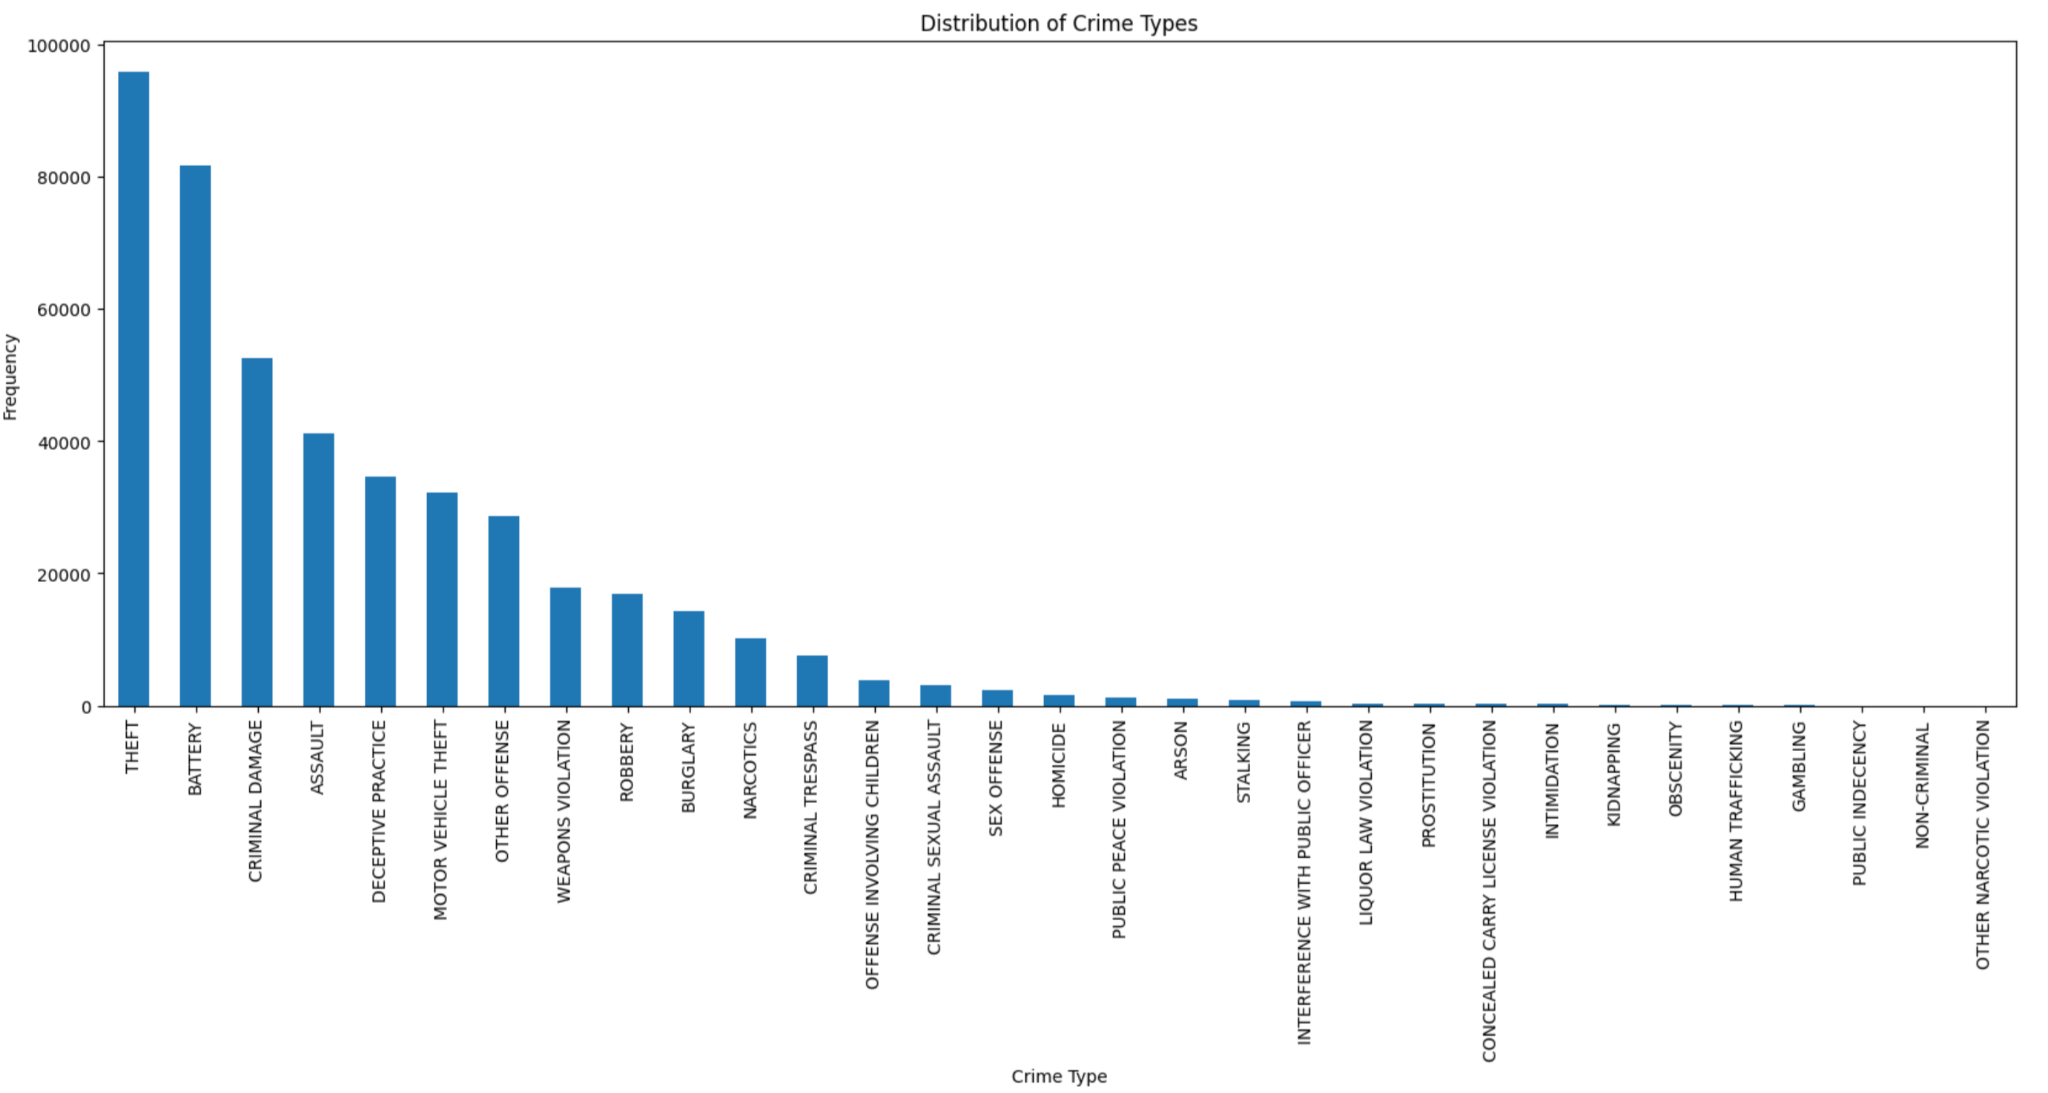 Distribution of Crime Types
100000
80000
60000
40000
20000
0
Frequency
THEFT
BATTERY
CRIMINAL DAMAGE
ASSAULT
DECEPTIVE PRACTICE
MOTOR VEHICLE THEFT
OTHER OFFENSE
WEAPONS VIOLATION
ROBBERY
BURGLARY
NARCOTICS
CRIMINAL TRESPASS
OFFENSE INVOLVING CHILDREN
CRIMINAL SEXUAL ASSAULT
SEX OFFENSE
HOMICIDE
PUBLIC PEACE VIOLATION
ARSON
STALKING
INTERFERENCE WITH PUBLIC OFFICER
LIQUOR LAW VIOLATION
PROSTITUTION
CONCEALED CARRY LICENSE VIOLATION
INTIMIDATION
KIDNAPPING
OBSCENITY
HUMAN TRAFFICKING
GAMBLING
PUBLIC INDECENCY
NON-CRIMINAL
OTHER NARCOTIC VIOLATION
Crime Type